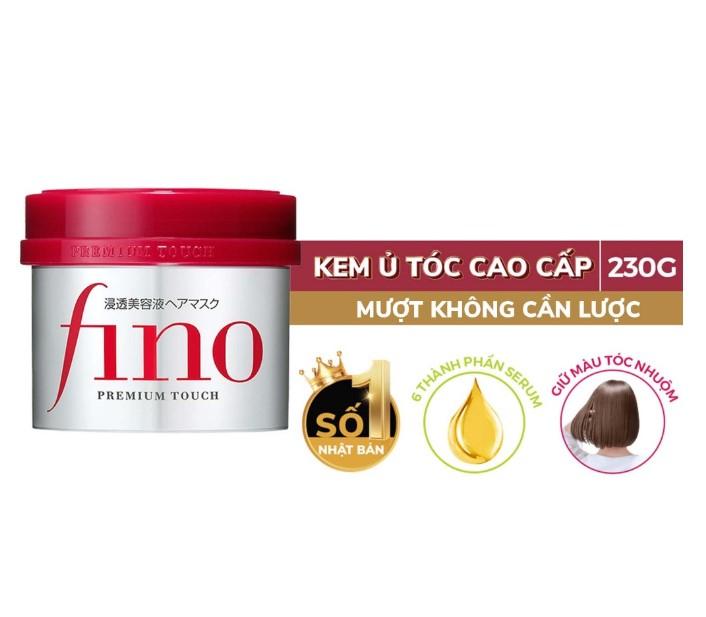 PREMIUM TOUCH
浸透美容液ヘアマスク
fino
PREMIUM TOUCH
KEM Ủ TÓC CAO CẤP 230G
MƯỢT KHÔNG CẦN LƯỢC
SỐ 1
NHẬT BẢN
6 THÀNH PHẦN SERUM
GIỮ MÀU TÓC NHUỘM